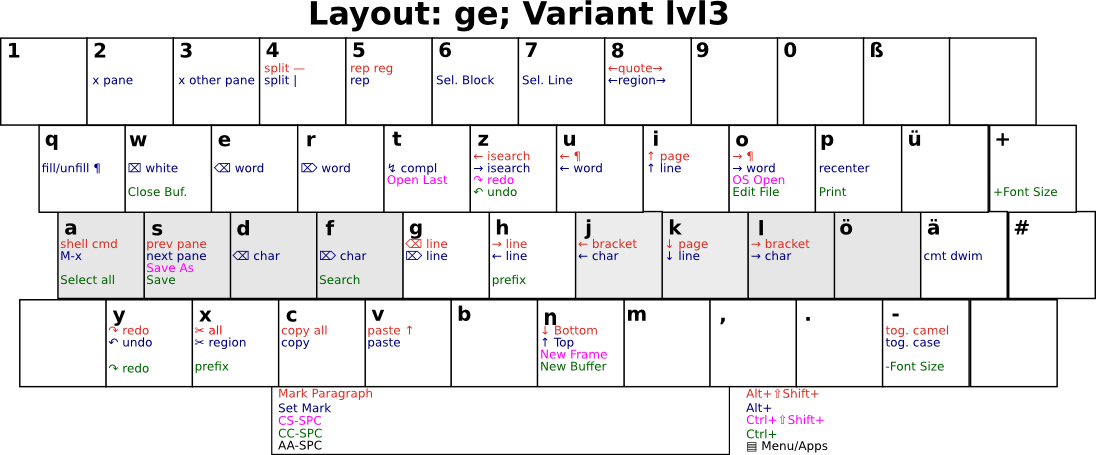 Layout: ge; Variant lvl3
1
2
x pane
3
x other pane
4
split —
split |
5
rep reg
rep
6
Sel. Block
7
Sel. Line
8
←quote→
←region→
9
0
ß
q
fill/unfill ¶
w
⌧ white
Close Buf.
e
⌫ word
r
⌦ word
t
↯ compl
Open Last
z
← isearch
→ isearch
↷ redo
↶ undo
u
← ¶
← word
i
↑ page
↑ line
o
→ ¶
→ word
OS Open
Edit File
p
recenter
Print
ü
+
+Font Size
a
shell cmd
M-x
Select all
s
prev pane
next pane
Save As
Save
d
⌫ char
f
⌦ char
Search
g
⌫ line
⌦ line
h
→ line
← line
prefix
j
← bracket
← char
k
↓ page
↓ line
l
→ bracket
→ char
ö
ä
cmt dwim
#
y
↷ redo
↶ undo
↷ redo
x
✂ all
✂ region
prefix
c
copy all
copy
v
paste ↑
paste
b
n
↓ Bottom
↑ Top
New Frame
New Buffer
m
,
.
-
tog. camel
tog. case
-Font Size
Mark Paragraph
Set Mark
CS-SPC
CC-SPC
AA-SPC
Alt+⇧Shift+
Alt+
Ctrl+⇧Shift+
Ctrl+
▤ Menu/Apps